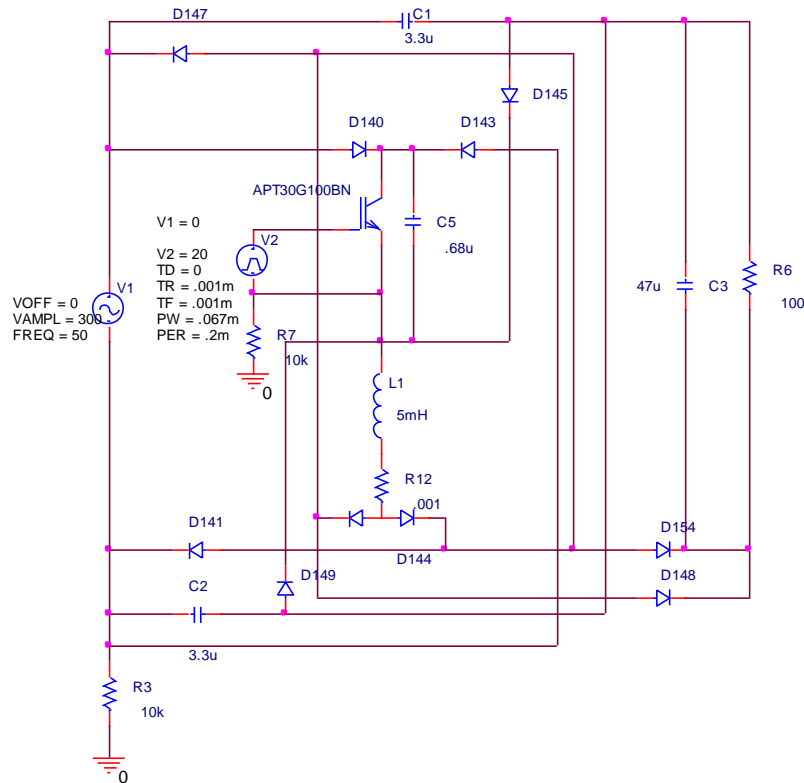 C1
3.3u
D147
D145
D140
D143
APT30G100BN
V1 = 0
C5
.68u
V2
V2 = 20
TD = 0
TR = .001m
TF = .001m
PW = .067m
PER = .2m
V1
VOFF = 0
VAMPL = 300
FREQ = 50
R6
100
47u
C3
R7
10k
0
L1
5mH
R12
.001
D141
D144
D154
D149
D148
C2
3.3u
R3
10k
0